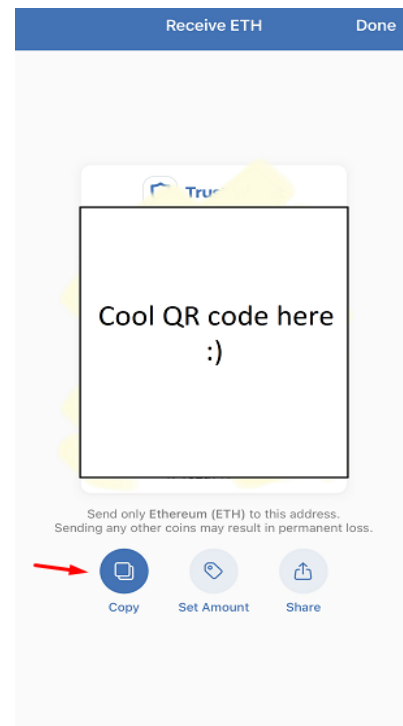 Receive ETH Done
Cool QR code here
:)
Send only Ethereum (ETH) to this address.
Sending any other coins may result in permanent loss.
Copy Set Amount Share